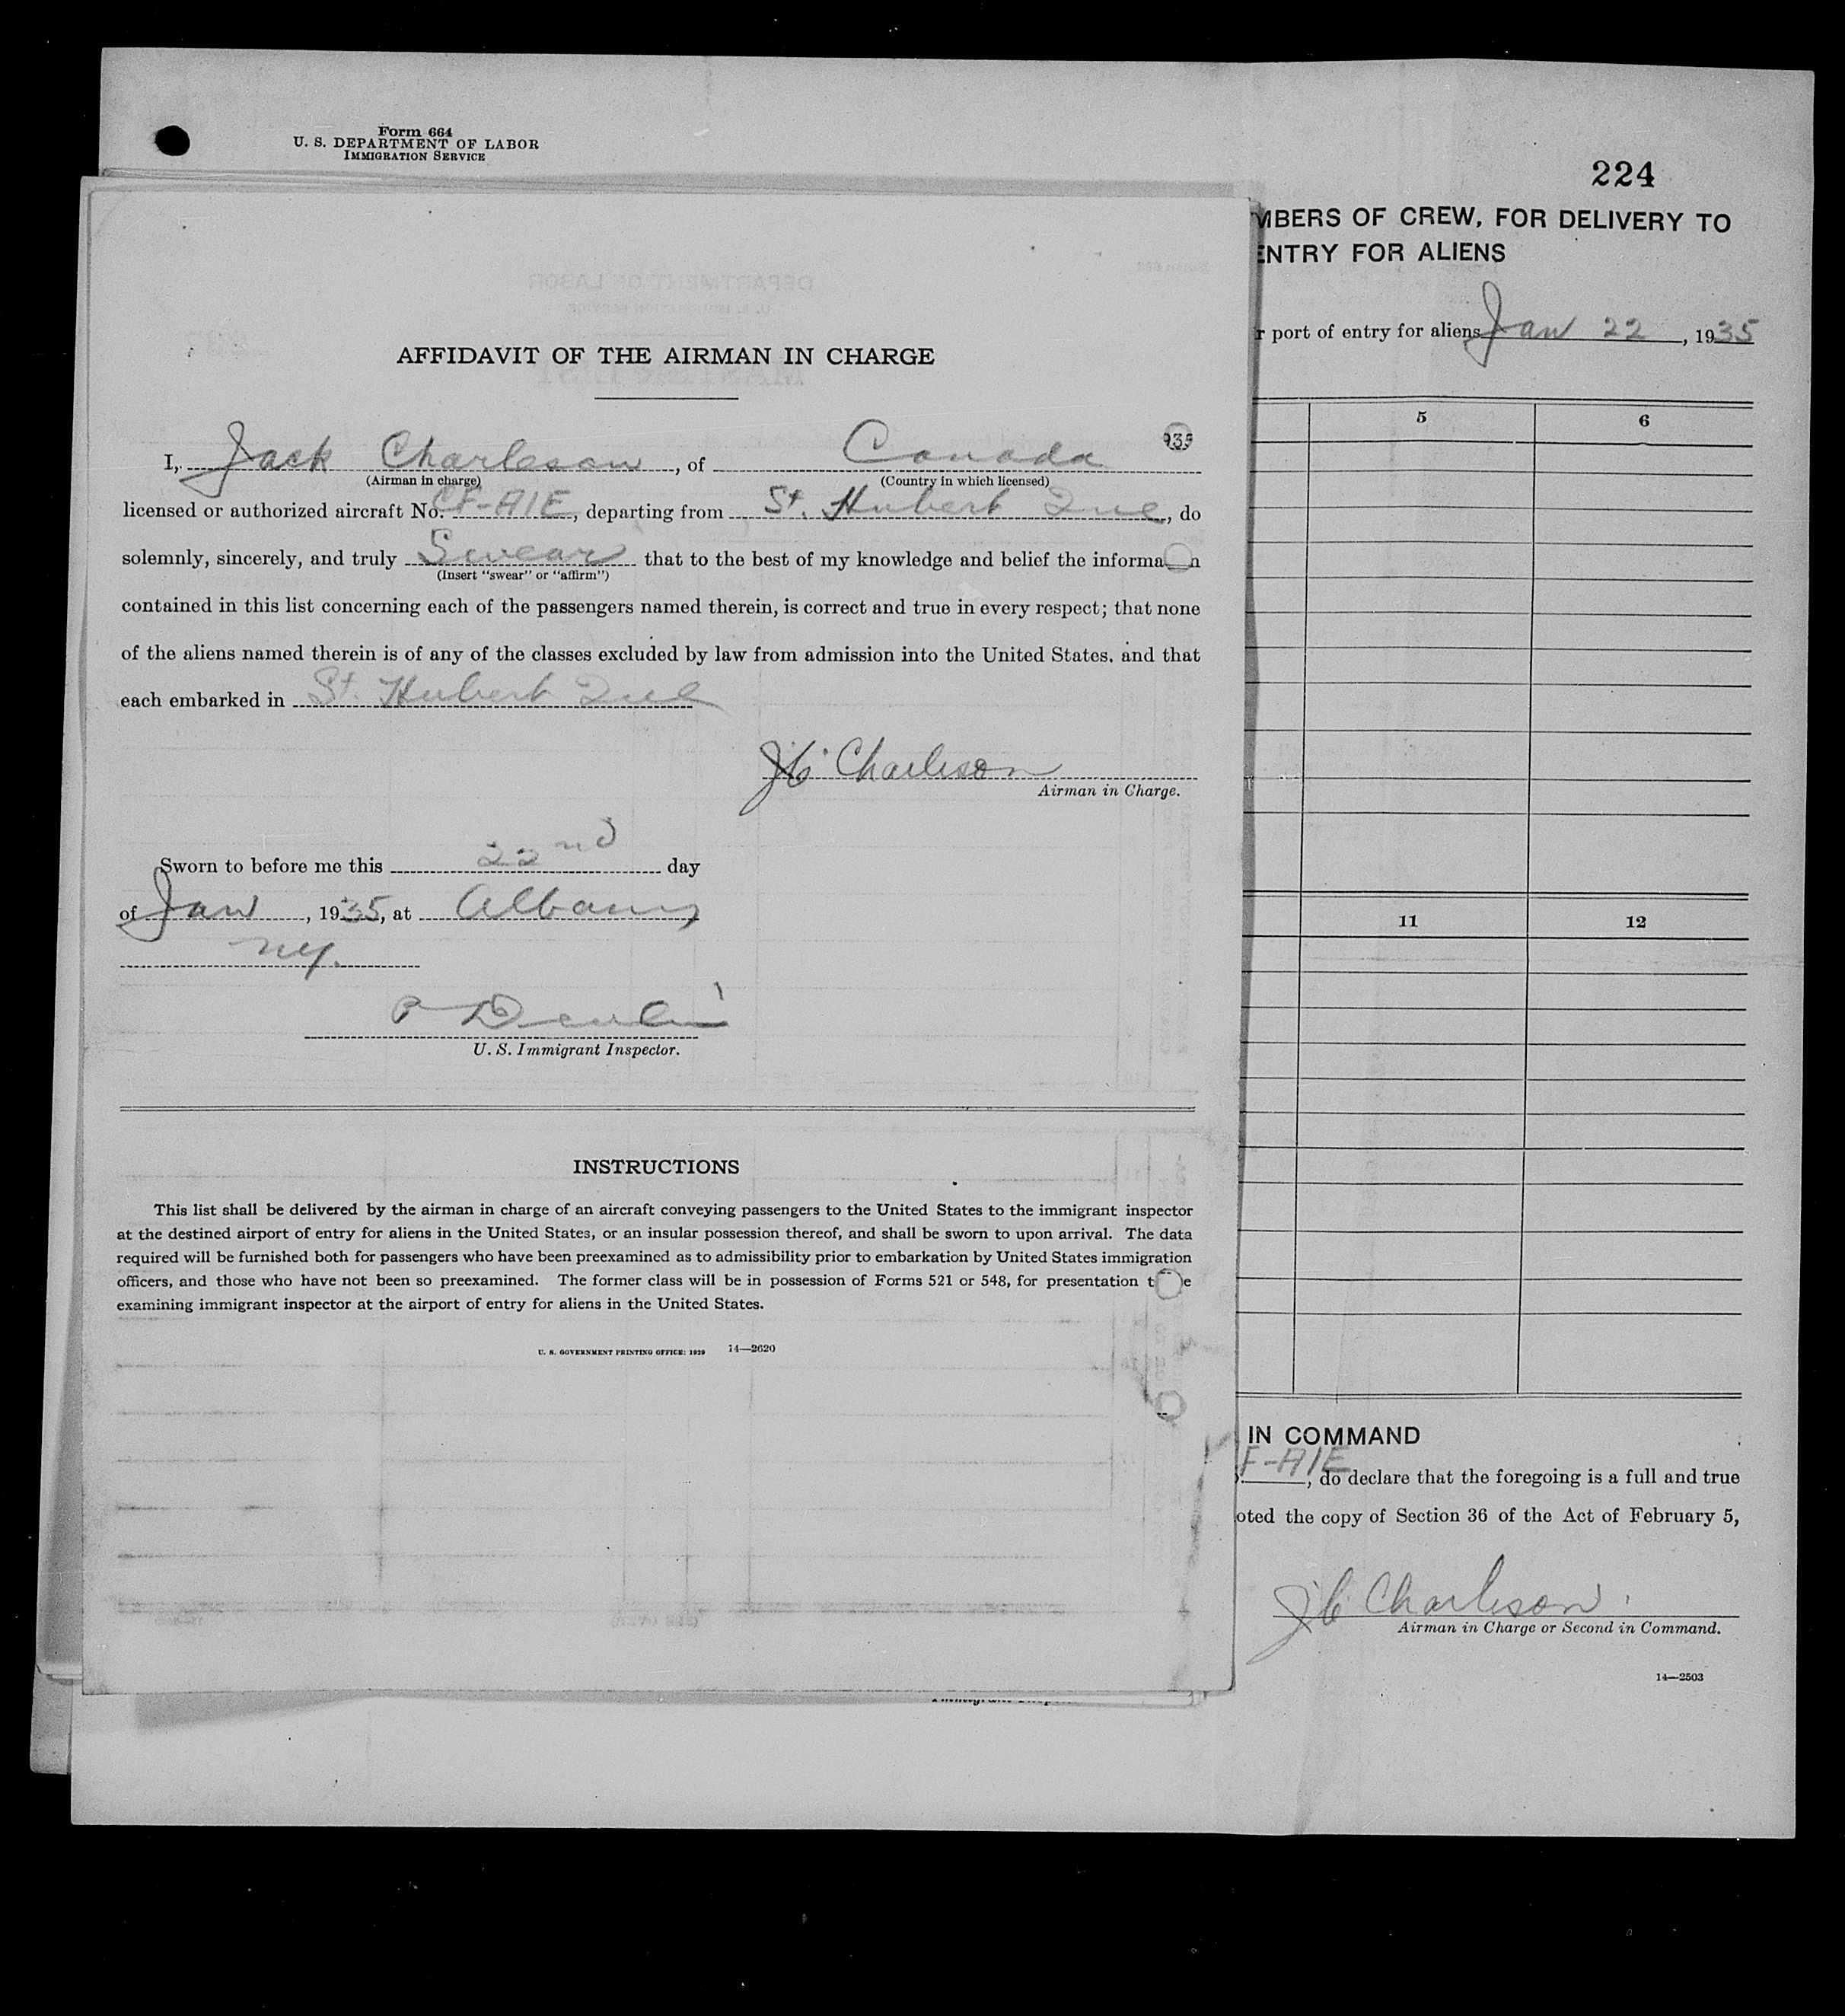 Form 664
U. S. DEPARTMENT OF LABOR
IMMIGRATION SERVICE
224
MBERS OF CREW, FOR DELIVERY TO
ENTRY FOR ALIENS
r port of entry for aliens Jan 22, 1935
5 6
11 12
IN COMMAND
F-AIE, do declare that the foregoing is a full and true
oted the copy of Section 36 of the Act of February 5,
J C Charleson
Airman in Charge or Second in Command.
14—2503
AFFIDAVIT OF THE AIRMAN IN CHARGE
935
I, Jack Charleson, of Canada
(Airman in charge) (Country in which licensed)
licensed or authorized aircraft No. CF-AIE, departing from St. Hubert Que, do
solemnly, sincerely, and truly Swear that to the best of my knowledge and belief the informa n
(Insert "swear" or "affirm")
contained in this list concerning each of the passengers named therein, is correct and true in every respect; that none
of the aliens named therein is of any of the classes excluded by law from admission into the United States. and that
each embarked in St. Hubert Que
J C Charleson
Airman in Charge.
Sworn to before me this 22nd day
of Jan, 1935, at Albany
NY.
P Devlin
U. S. Immigrant Inspector.
INSTRUCTIONS
This list shall be delivered by the airman in charge of an aircraft conveying passengers to the United States to the immigrant inspector
at the destined airport of entry for aliens in the United States, or an insular possession thereof, and shall be sworn to upon arrival. The data
required will be furnished both for passengers who have been preexamined as to admissibility prior to embarkation by United States immigration
officers, and those who have not been so preexamined. The former class will be in possession of Forms 521 or 548, for presentation t e
examining immigrant inspector at the airport of entry for aliens in the United States.
U. S. GOVERNMENT PRINTING OFFICE: 1929 14—2620